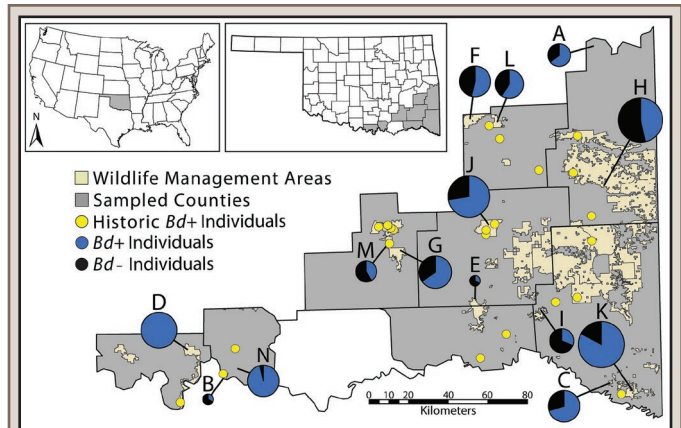 N
A
F
L
H
J
Wildlife Management Areas
Sampled Counties
Historic Bd+ Individuals
Bd+ Individuals
Bd- Individuals
M
G
E
D
B
N
I
K
C
0 10 20 40 60 80
Kilometers